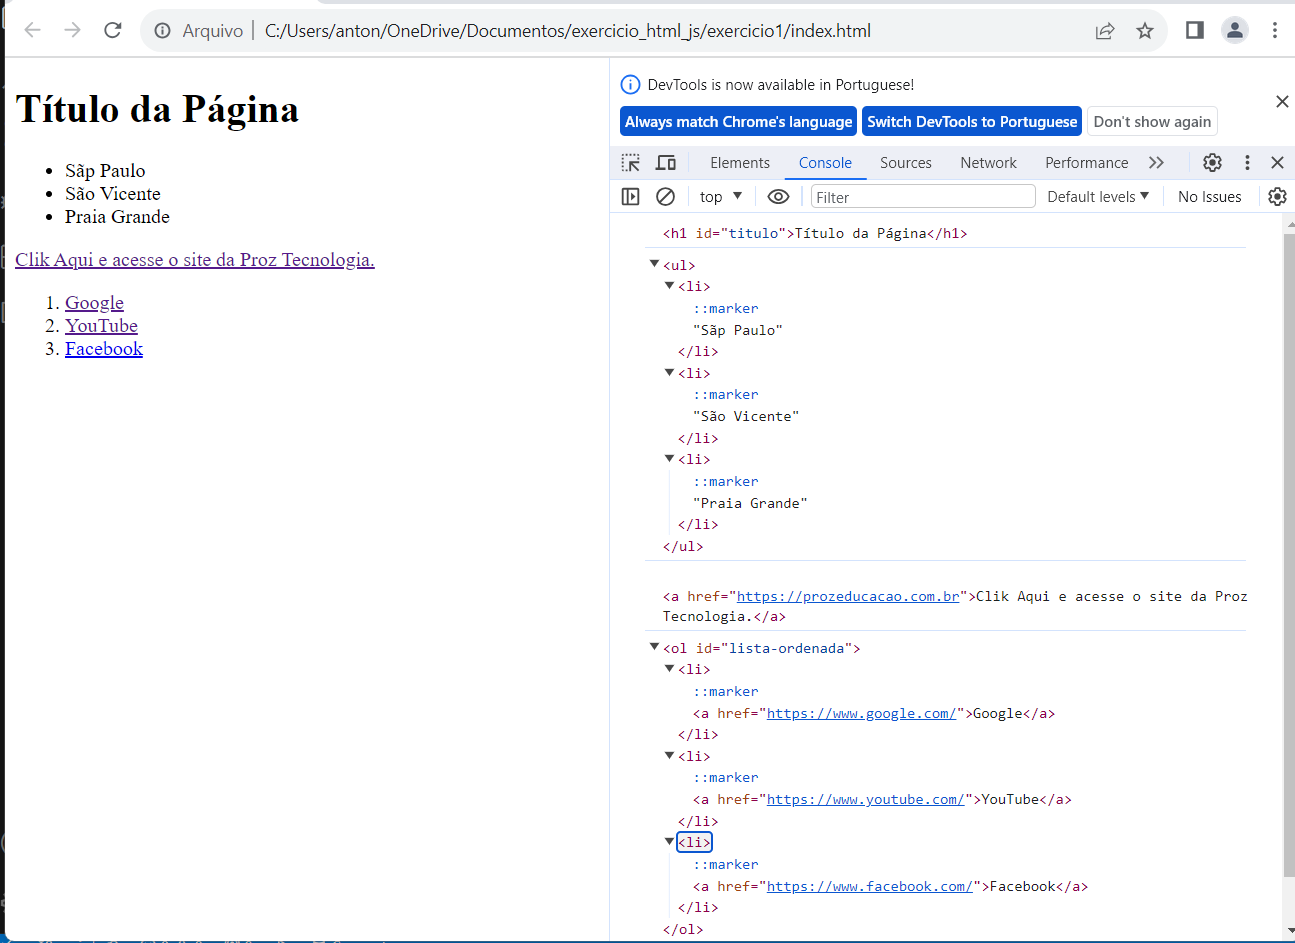 Arquivo | C:/Users/anton/OneDrive/Documentos/exercicio_html_js/exercicio1/index.html
Título da Página
• Sãp Paulo
• São Vicente
• Praia Grande
Clik Aqui e acesse o site da Proz Tecnologia.
1. Google
2. YouTube
3. Facebook
DevTools is now available in Portuguese!
Always match Chrome's language Switch DevTools to Portuguese Don't show again
Elements Console Sources Network Performance
top Filter Default levels No Issues
<h1 id="titulo">Título da Página</h1>
<ul>
<li>
::marker
"Sãp Paulo"
</li>
<li>
::marker
"São Vicente"
</li>
<li>
::marker
"Praia Grande"
</li>
</ul>
<a href="https://prozeducacao.com.br">Clik Aqui e acesse o site da Proz
Tecnologia.</a>
<ol id="lista-ordenada">
<li>
::marker
<a href="https://www.google.com/">Google</a>
</li>
<li>
::marker
<a href="https://www.youtube.com/">YouTube</a>
</li>
<li>
::marker
<a href="https://www.facebook.com/">Facebook</a>
</li>
</ol>